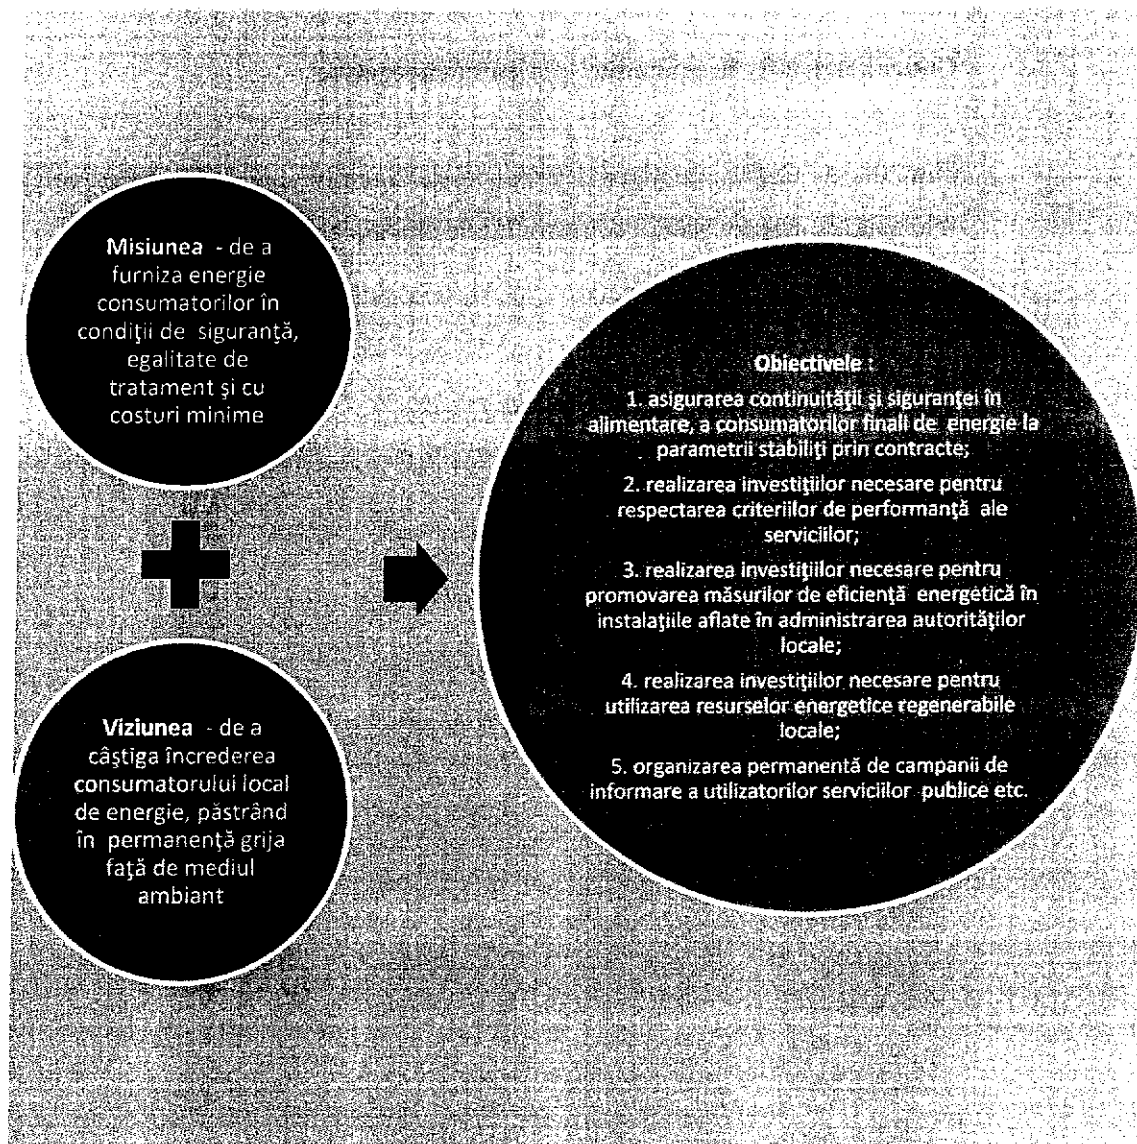 Misiunea - de a
furniza energie
consumatorilor în
condiţii de siguranţă,
egalitate de
tratament şi cu
costuri minime
Viziunea - de a
câştiga încrederea
consumatorului local
de energie, păstrând
în permanenţă grija
faţă de mediul
ambiant
Obiectivele :
1. asigurarea continuităţii şi siguranţei în
alimentare, a consumatorilor finali de energie la
parametrii stabiliţi prin contracte;
2. realizarea investiţiilor necesare pentru
respectarea criteriilor de performanţă ale
serviciilor;
3. realizarea investiţiilor necesare pentru
promovarea măsurilor de eficienţă energetică în
instalaţiile aflate în administrarea autorităţilor
locale;
4. realizarea investiţiilor necesare pentru
utilizarea resurselor energetice regenerabile
locale;
5. organizarea permanentă de campanii de
informare a utilizatorilor serviciilor publice etc.